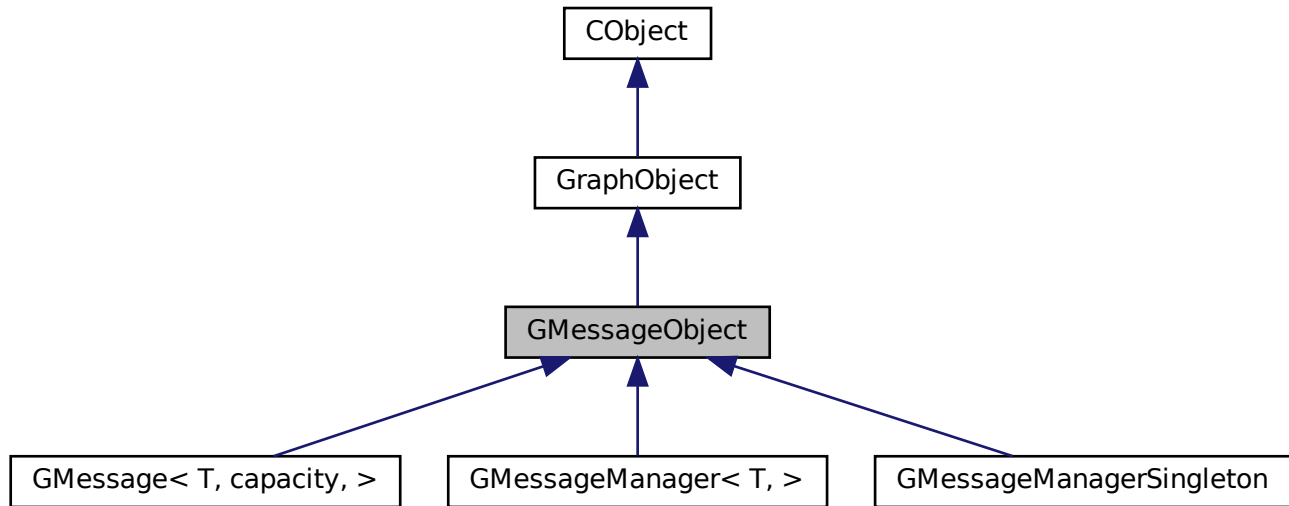 CObject
GraphObject
GMessageObject
GMessage< T, capacity, >
GMessageManager< T, >
GMessageManagerSingleton